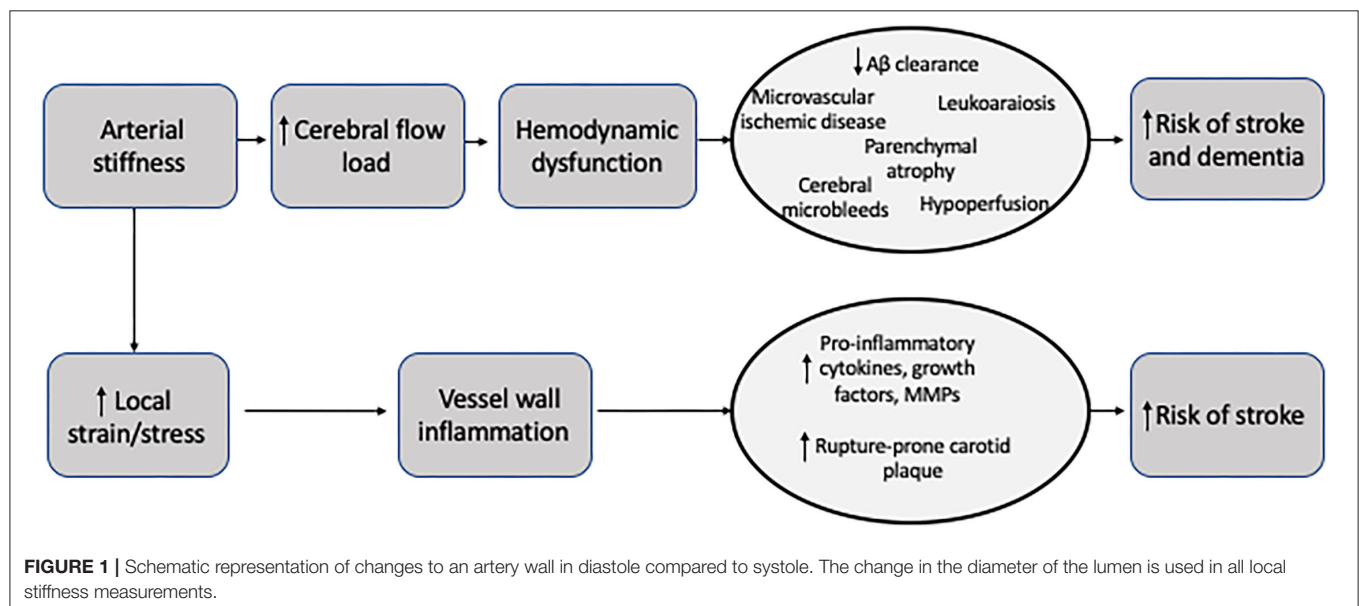 Arterial
stiffness
↑ Cerebral flow
load
Hemodynamic
dysfunction
↓ Aβ clearance
Microvascular
ischemic disease
Leukoaraiosis
Parenchymal
atrophy
Cerebral
microbleeds
Hypoperfusion
↑ Risk of stroke
and dementia
↑ Local
strain/stress
Vessel wall
inflammation
Pro-inflammatory
↑ cytokines, growth
factors, MMPs
↑ Rupture-prone carotid
plaque
↑ Risk of stroke
FIGURE 1 | Schematic representation of changes to an artery wall in diastole compared to systole. The change in the diameter of the lumen is used in all local
stiffness measurements.